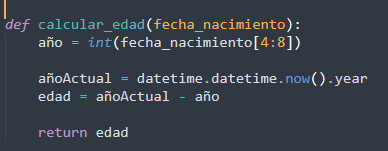 def calcular_edad(fecha_nacimiento):
año = int(fecha_nacimiento[4:8])
añoActual = datetime.datetime.now().year
edad = añoActual - año
return edad